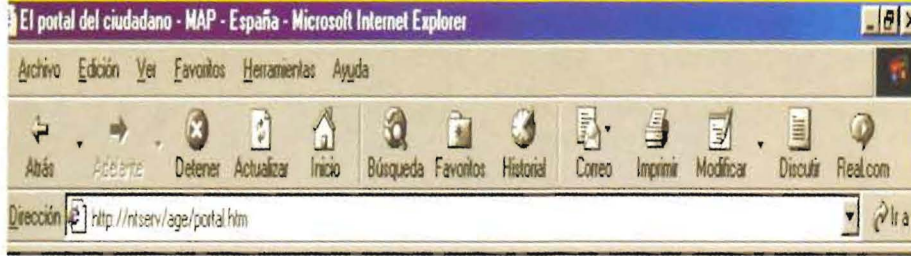 El portal del ciudadano - MAP - España - Microsoft Internet Explorer
Archivo Edición Ver Favoritos Herramientas Ayuda
Atrás Adelante Detener Actualizar Inicio Búsqueda Favoritos Historial Correo Imprimir Modificar Discutir Real.com
Dirección http://ntserv/age/portal.htm Ir a